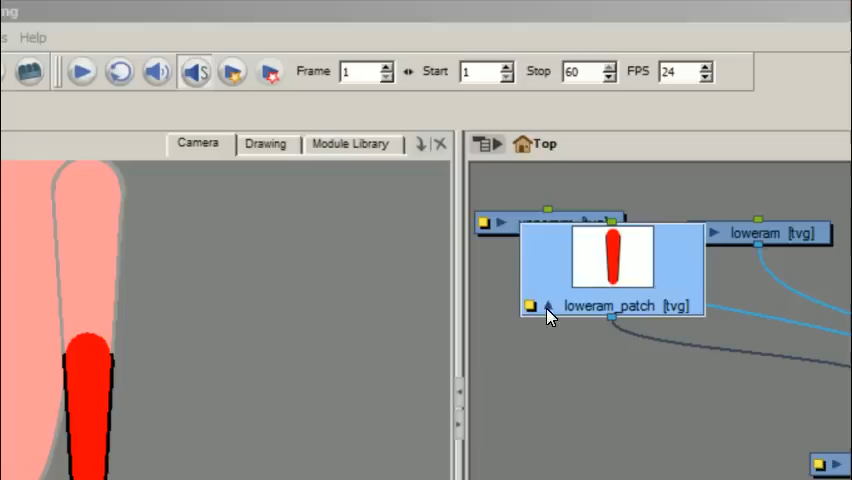 ng
s Help
Frame 1 Start 1 Stop 60 FPS 24
Camera Drawing Module Library
Top
loweram [tvg]
loweram_patch [tvg]